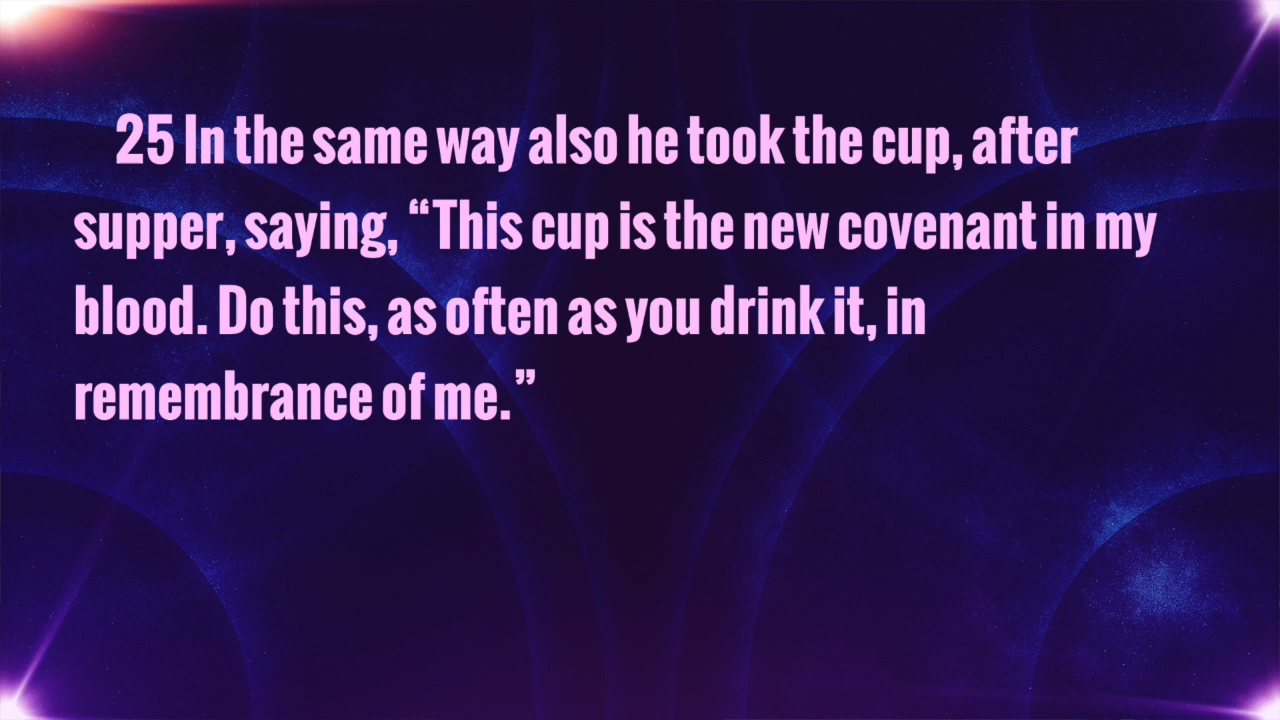 25 In the same way also he took the cup, after
supper, saying, “This cup is the new covenant in my
blood. Do this, as often as you drink it, in
remembrance of me.”